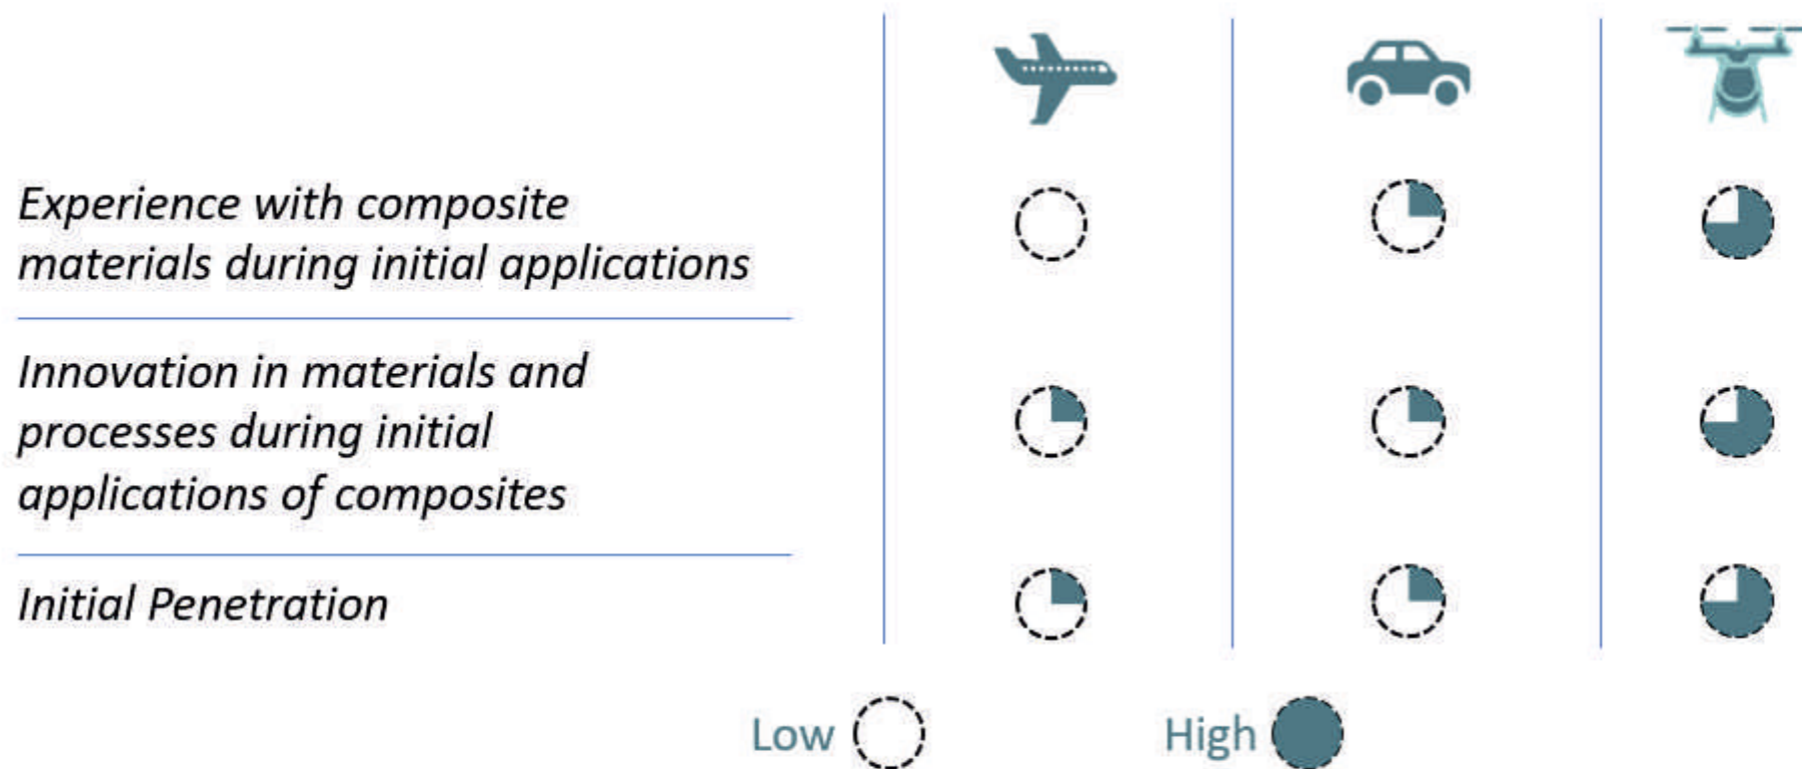 Experience with composite
materials during initial applications
Innovation in materials and
processes during initial
applications of composites
Initial Penetration
Low
High